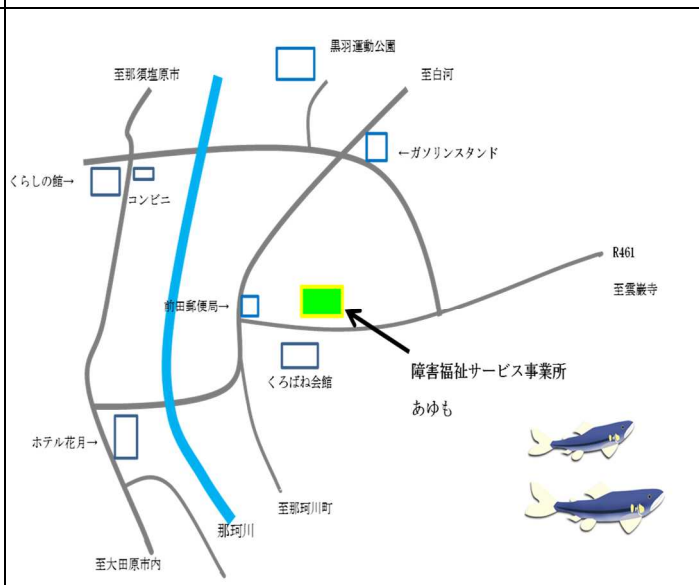 黒羽運動公園
至那須塩原市
至白河
←ガソリンスタンド
くらしの館→
コンビニ
R461
至雲巌寺
前田郵便局→
障害福祉サービス事業所
あゆも
くろばね会館
ホテル花月→
至那珂川町
那珂川
至大田原市内